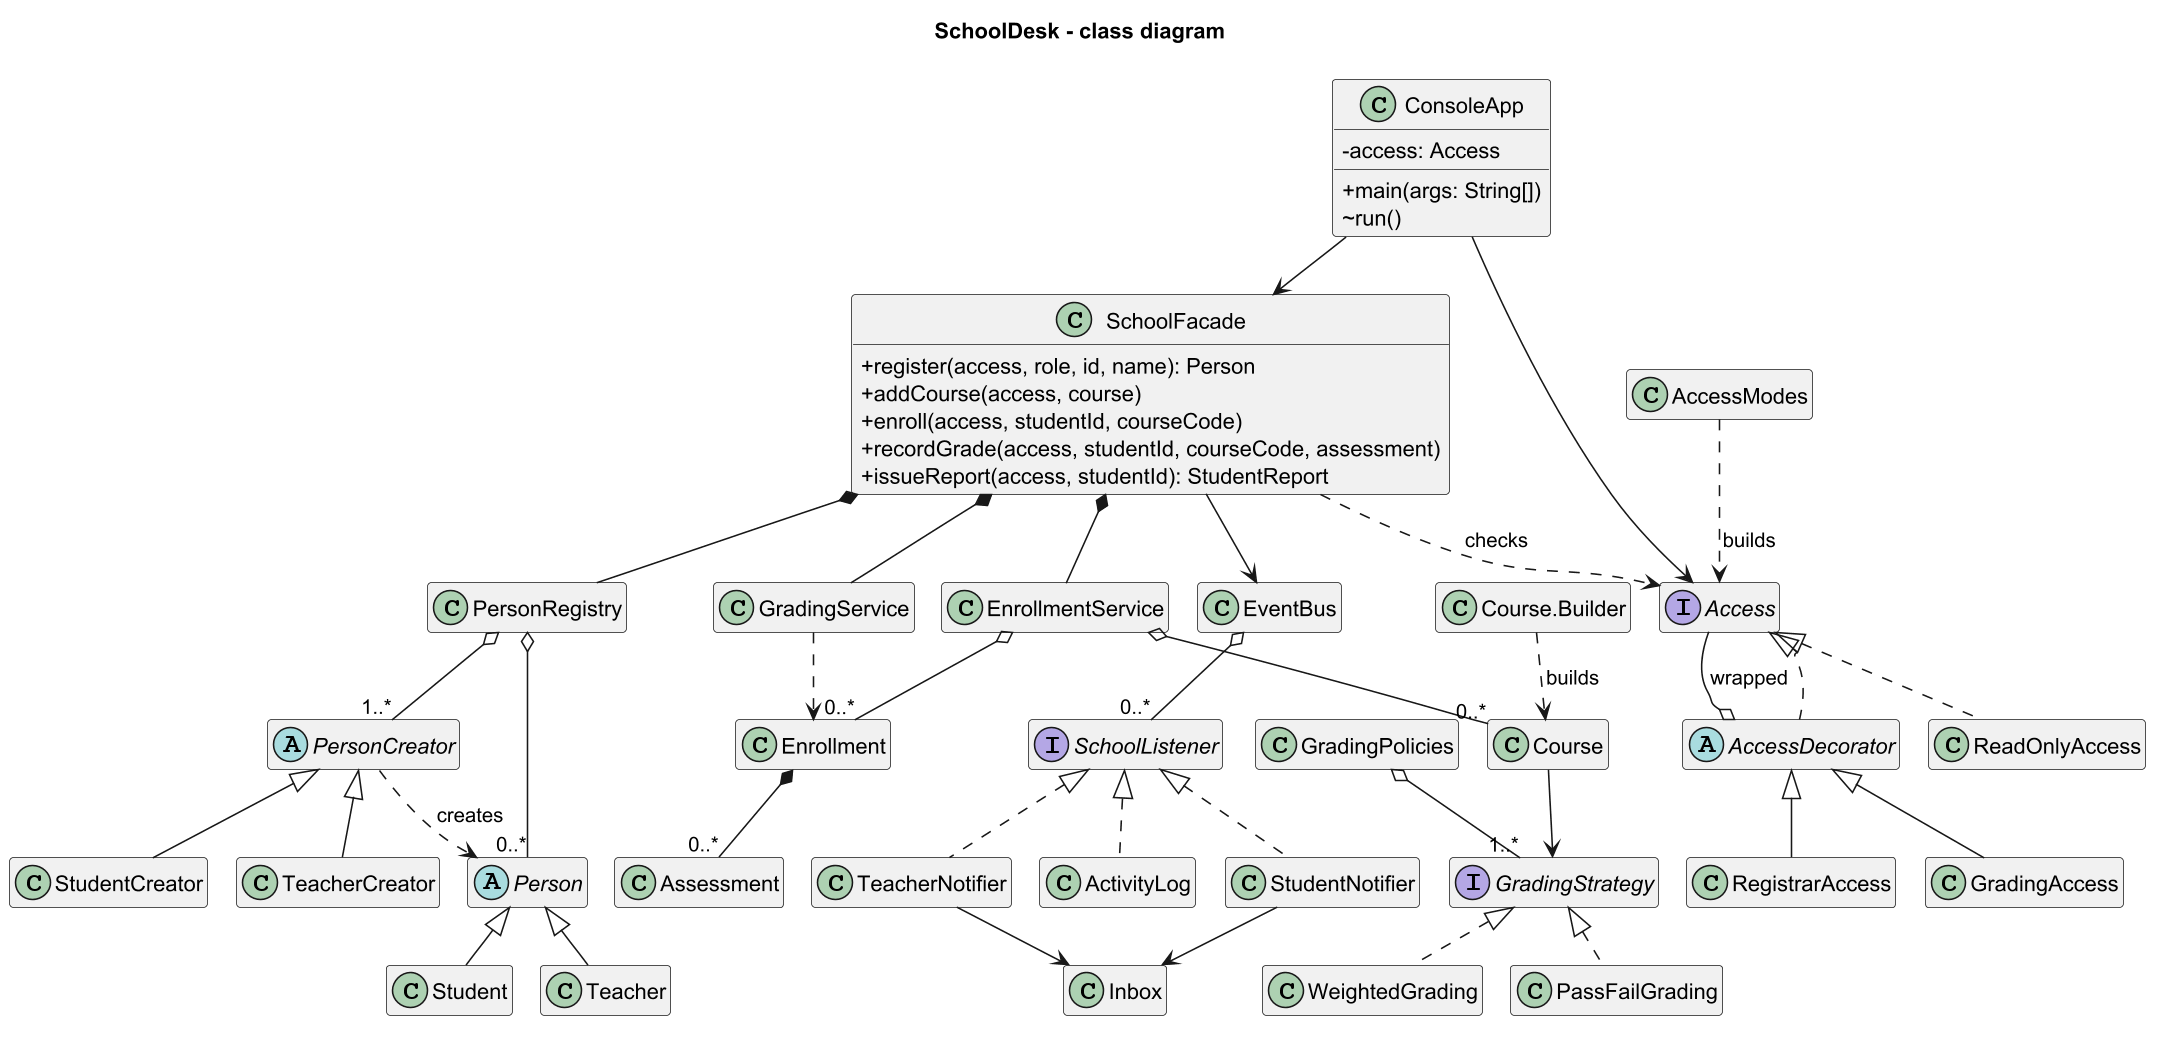 SchoolDesk - class diagram
C ConsoleApp
-access: Access
+main(args: String[])
~run()
C SchoolFacade
+register(access, role, id, name): Person
+addCourse(access, course)
+enroll(access, studentId, courseCode)
+recordGrade(access, studentId, courseCode, assessment)
+issueReport(access, studentId): StudentReport
C AccessModes
checks
builds
C PersonRegistry
C GradingService
C EnrollmentService
C EventBus
C Course.Builder
I Access
builds
wrapped
1..*
0..*
0..*
0..*
A PersonCreator
C Enrollment
I SchoolListener
C GradingPolicies
C Course
A AccessDecorator
C ReadOnlyAccess
creates
0..*
0..*
1..*
C StudentCreator
C TeacherCreator
A Person
C Assessment
C TeacherNotifier
C ActivityLog
C StudentNotifier
I GradingStrategy
C RegistrarAccess
C GradingAccess
C Student
C Teacher
C Inbox
C WeightedGrading
C PassFailGrading